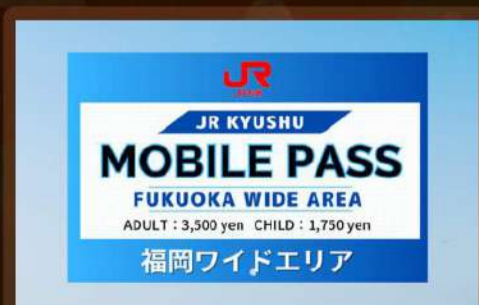 JR
JR KYUSHU
MOBILE PASS
FUKUOKA WIDE AREA
ADULT：3,500 yen CHILD：1,750 yen
福岡ワイドエリア